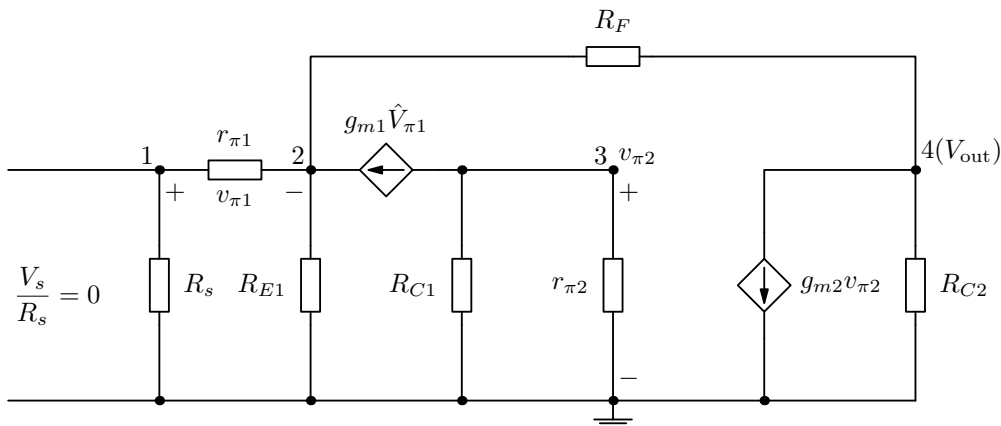 R_F
g_{m1}\hat{V}_{\pi1}
r_{\pi1}
1
2
3
v_{\pi2}
4(V_{out})
+
v_{\pi1}
−
+
\frac{V_s}{R_s} = 0
R_s
R_{E1}
R_{C1}
r_{\pi2}
g_{m2}v_{\pi2}
R_{C2}
−